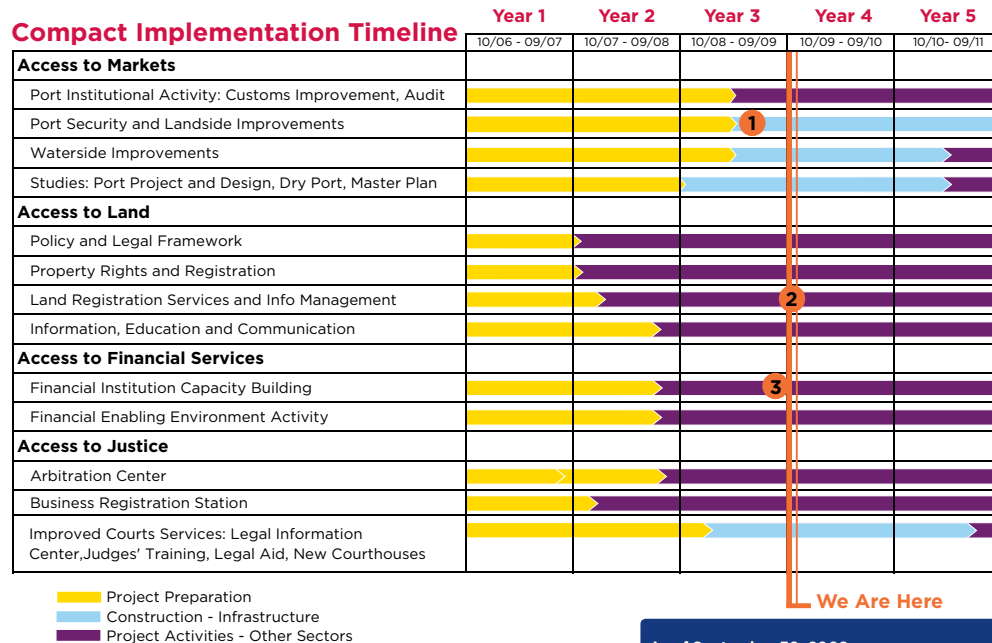 Compact Implementation Timeline
Year 1 Year 2 Year 3 Year 4 Year 5
10/06 - 09/07 10/07 - 09/08 10/08 - 09/09 10/09 - 09/10 10/10- 09/11
Access to Markets
Port Institutional Activity: Customs Improvement, Audit
Port Security and Landside Improvements 1
Waterside Improvements
Studies: Port Project and Design, Dry Port, Master Plan
Access to Land
Policy and Legal Framework
Property Rights and Registration
Land Registration Services and Info Management 2
Information, Education and Communication
Access to Financial Services
Financial Institution Capacity Building 3
Financial Enabling Environment Activity
Access to Justice
Arbitration Center
Business Registration Station
Improved Courts Services: Legal Information
Center,Judges' Training, Legal Aid, New Courthouses
Project Preparation
Construction - Infrastructure
Project Activities - Other Sectors
We Are Here